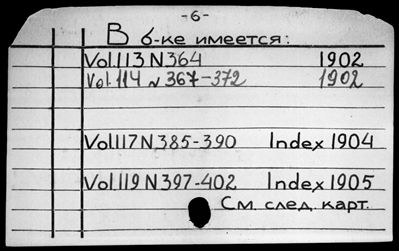 -6-
В б-ке имеется:
Vol.113 N 364 1902
Vol. 114 N 367-372 1902
Vol.117 N 385-390 Index 1904
Vol.119 N 397-402 Index 1905
См. след. карт.